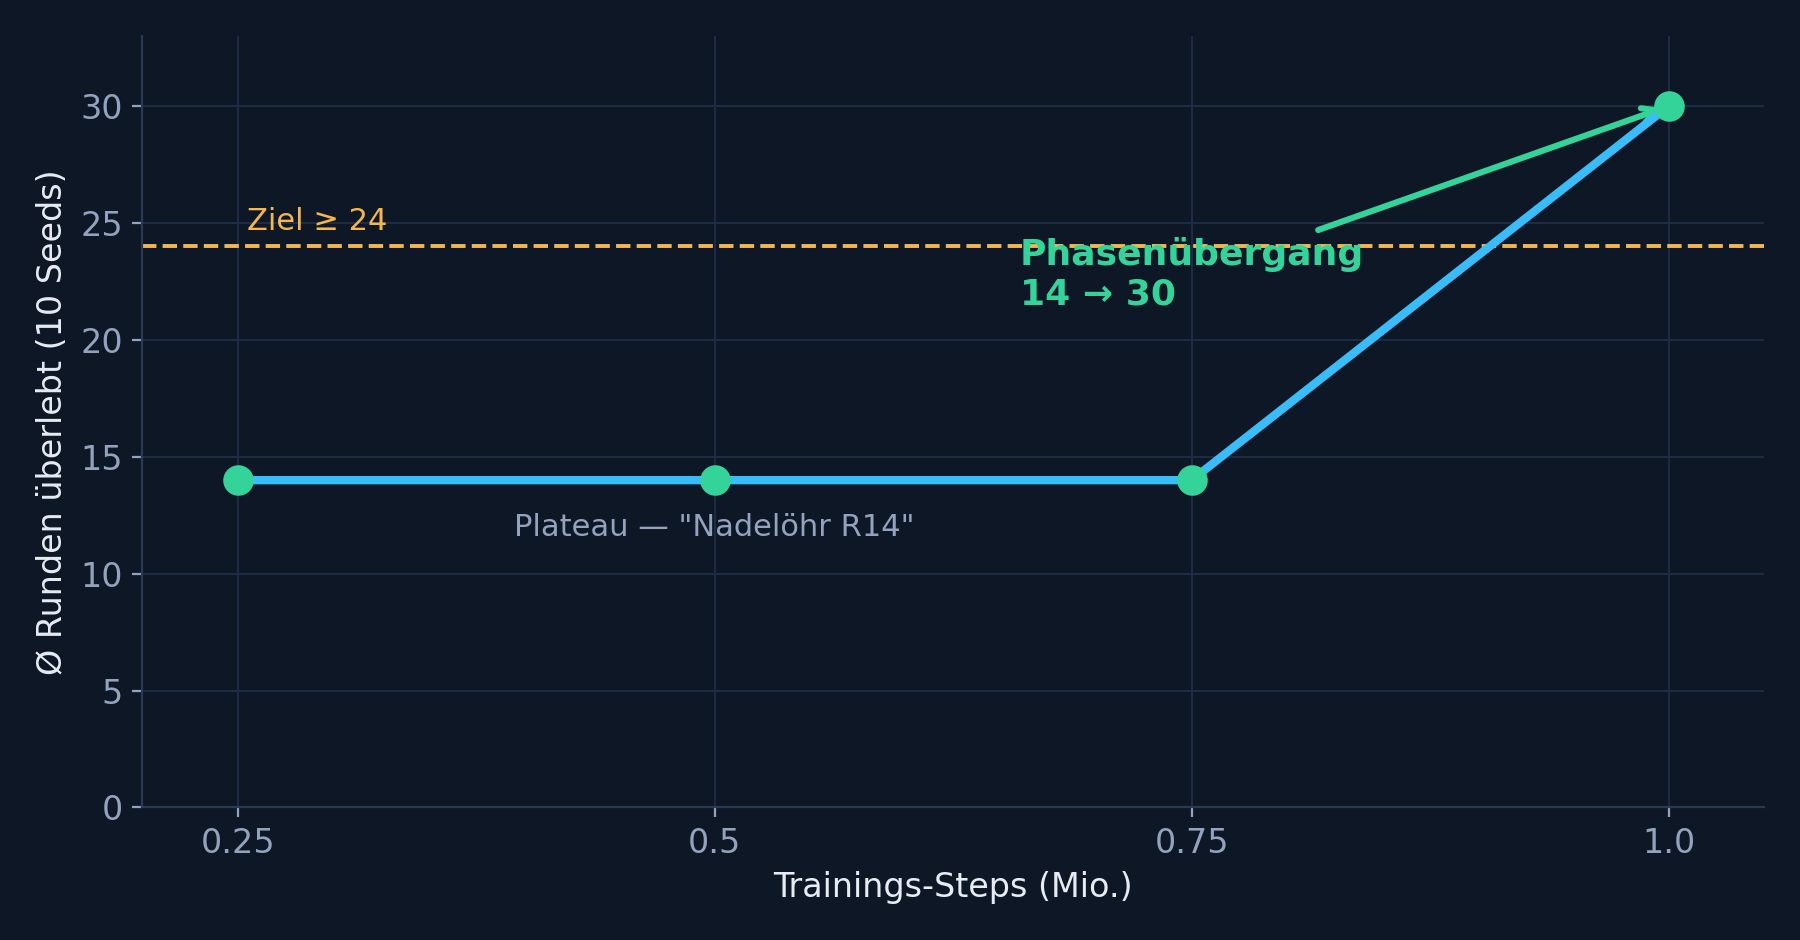 30
25
20
15
10
5
0
Ø Runden überlebt (10 Seeds)
Ziel ≥ 24
Phasenübergang
14 → 30
Plateau — "Nadelöhr R14"
0.25
0.5
0.75
1.0
Trainings-Steps (Mio.)